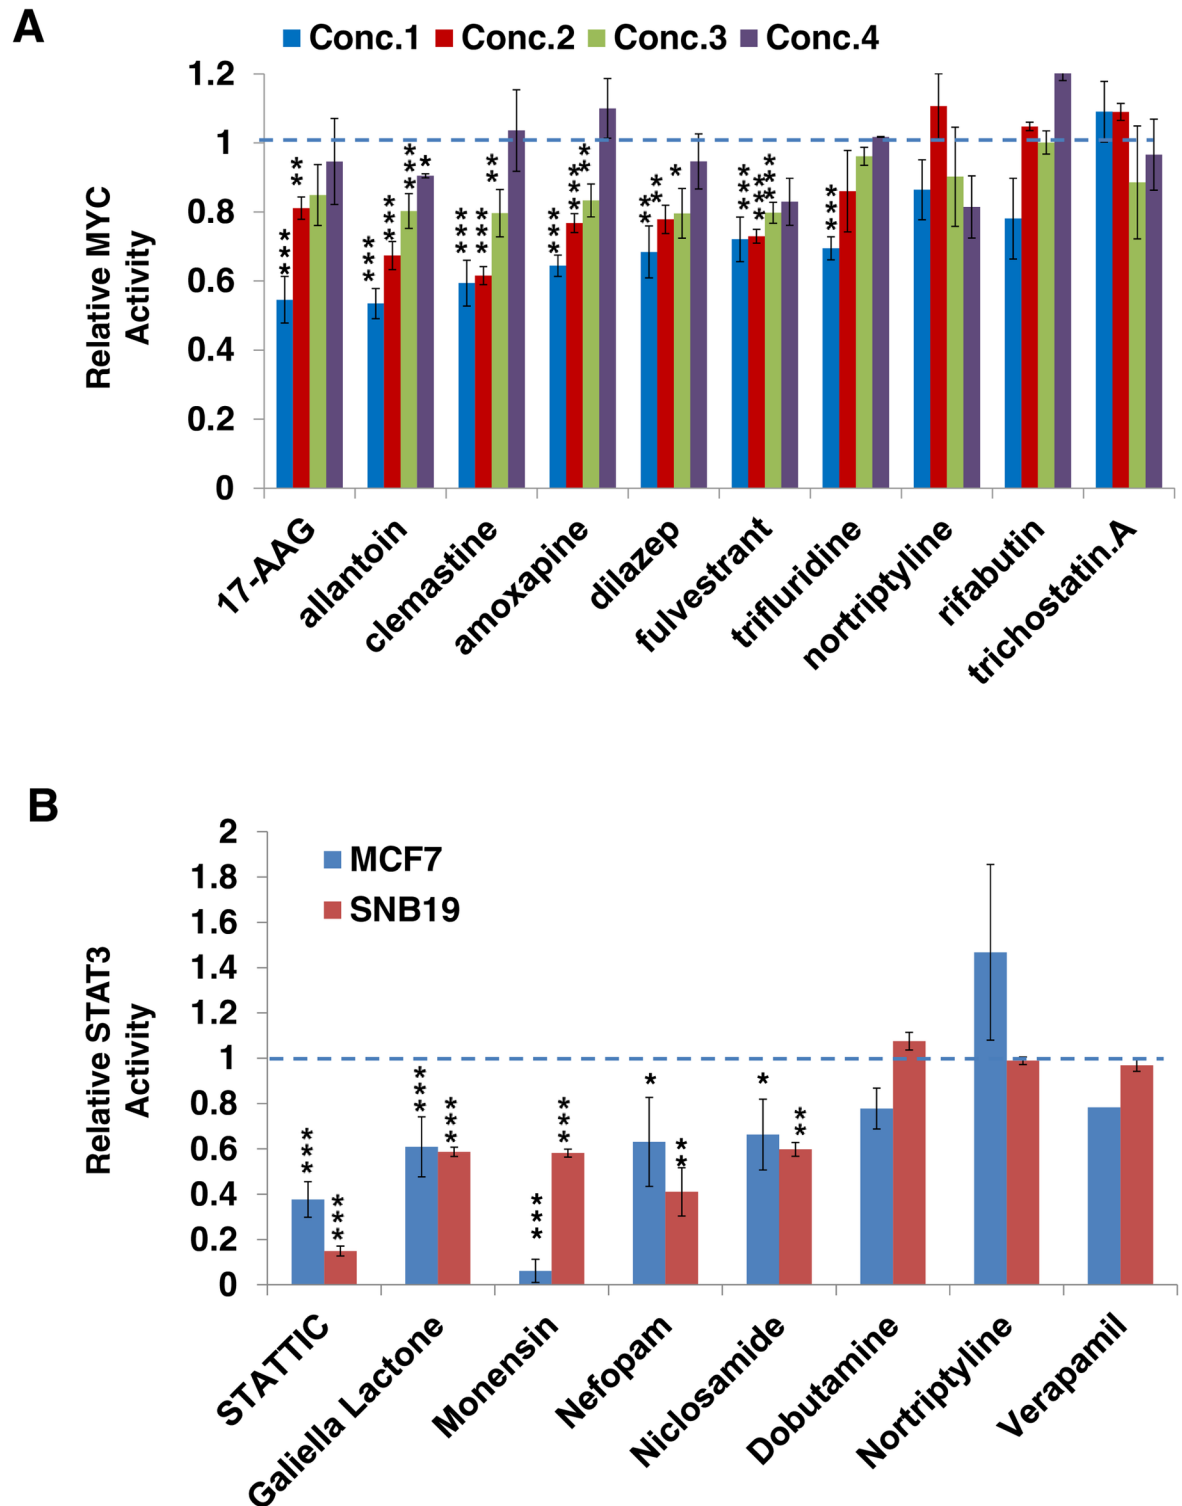 A
Conc.1 Conc.2 Conc.3 Conc.4
Relative MYC
Activity
1.2
1
0.8
0.6
0.4
0.2
0
*** ** *** *** *** * *** *** ** *** *** ** ** ** * *** *** *** ***
17-AAG
allantoin
clemastine
amoxapine
dilazep
fulvestrant
trifluridine
nortriptyline
rifabutin
trichostatin.A
B
MCF7
SNB19
Relative STAT3
Activity
2
1.8
1.6
1.4
1.2
1
0.8
0.6
0.4
0.2
0
*** *** *** *** *** *** * ** * **
STATTIC
Galiella Lactone
Monensin
Nefopam
Niclosamide
Dobutamine
Nortriptyline
Verapamil